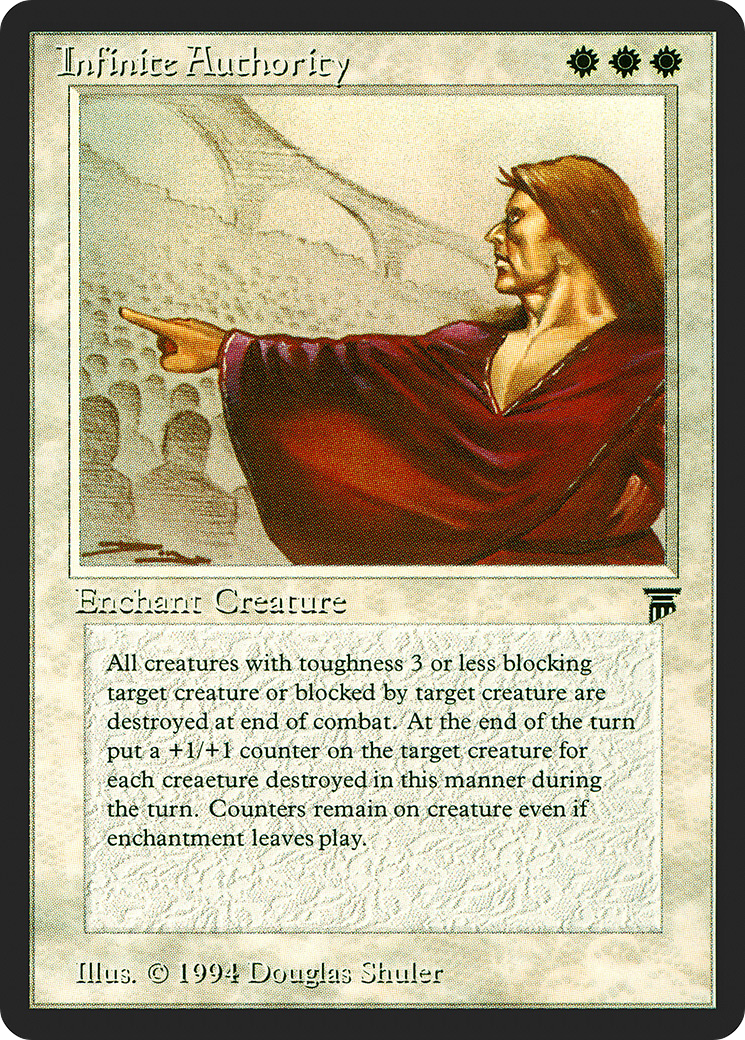 Infinite Authority
Enchant Creature
All creatures with toughness 3 or less blocking
target creature or blocked by target creature are
destroyed at end of combat. At the end of the turn
put a +1/+1 counter on the target creature for
each creaeture destroyed in this manner during
the turn. Counters remain on creature even if
enchantment leaves play.
Illus. © 1994 Douglas Shuler